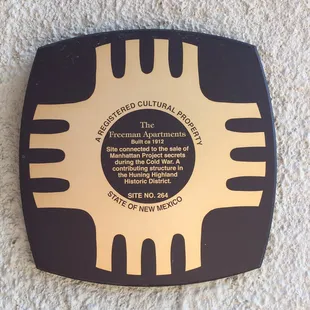 A REGISTERED CULTURAL PROPERTY
The
Freeman Apartments
Built ca 1912
Site connected to the sale of
Manhattan Project secrets
during the Cold War. A
contributing structure in
the Huning Highland
Historic District.
SITE NO. 264
STATE OF NEW MEXICO